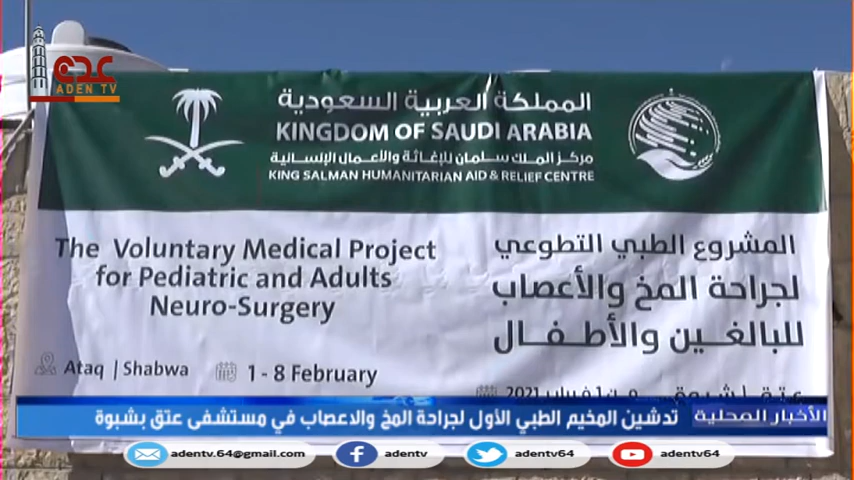 عدن
ADEN TV
المملكة العربية السعودية
KINGDOM OF SAUDI ARABIA
مركز الملك سلمان للإغاثة والأعمال الإنسانية
KING SALMAN HUMANITARIAN AID & RELIEF CENTRE
The Voluntary Medical Project
for Pediatric and Adults
Neuro-Surgery
Ataq | Shabwa
1 - 8 February
المشروع الطبي التطوعي
لجراحة المخ والأعصاب
للبالغين والأطفال
فبراير 2021
الأخبار المحلية
تدشين المخيم الطبي الأول لجراحة المخ والاعصاب في مستشفى عتق بشبوة
adentv.64@gmail.com
adentv
adentv64
adentv64